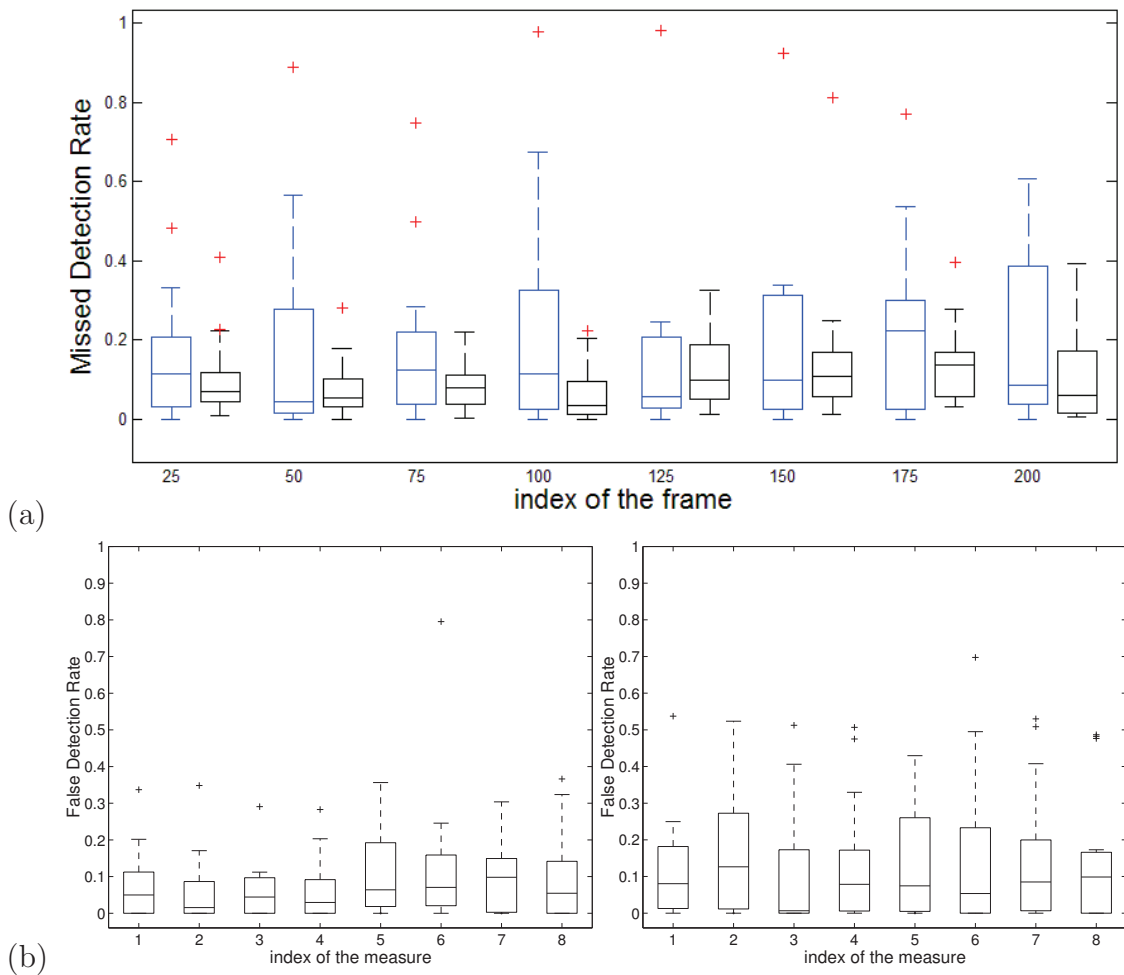 Missed Detection Rate
1
0.8
0.6
0.4
0.2
0
25 50 75 100 125 150 175 200
index of the frame
(a)
False Detection Rate
1
0.9
0.8
0.7
0.6
0.5
0.4
0.3
0.2
0.1
0
1 2 3 4 5 6 7 8
index of the measure
False Detection Rate
1
0.9
0.8
0.7
0.6
0.5
0.4
0.3
0.2
0.1
0
1 2 3 4 5 6 7 8
index of the measure
(b)